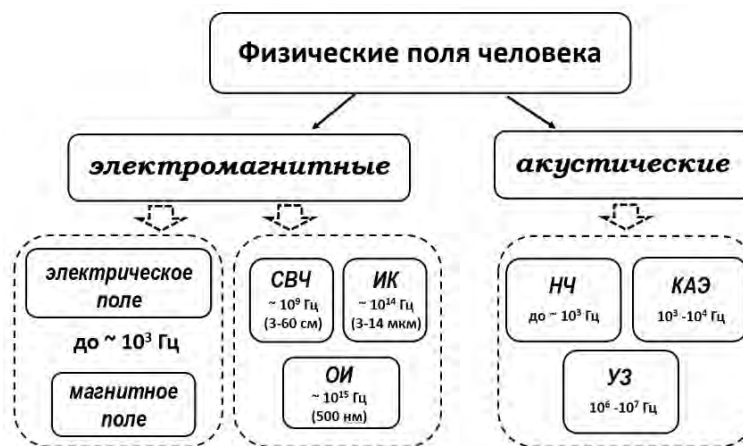 Физические поля человека
электромагнитные
акустические
электрическое
поле
до ~ 10³ Гц
магнитное
поле
СВЧ
~ 10⁹ Гц
(3-60 см)
ИК
~ 10¹⁴ Гц
(3-14 мкм)
ОИ
~ 10¹⁵ Гц
(500 нм)
НЧ
до ~ 10³ Гц
КАЭ
10³ -10⁴ Гц
УЗ
10⁶ -10⁷ Гц